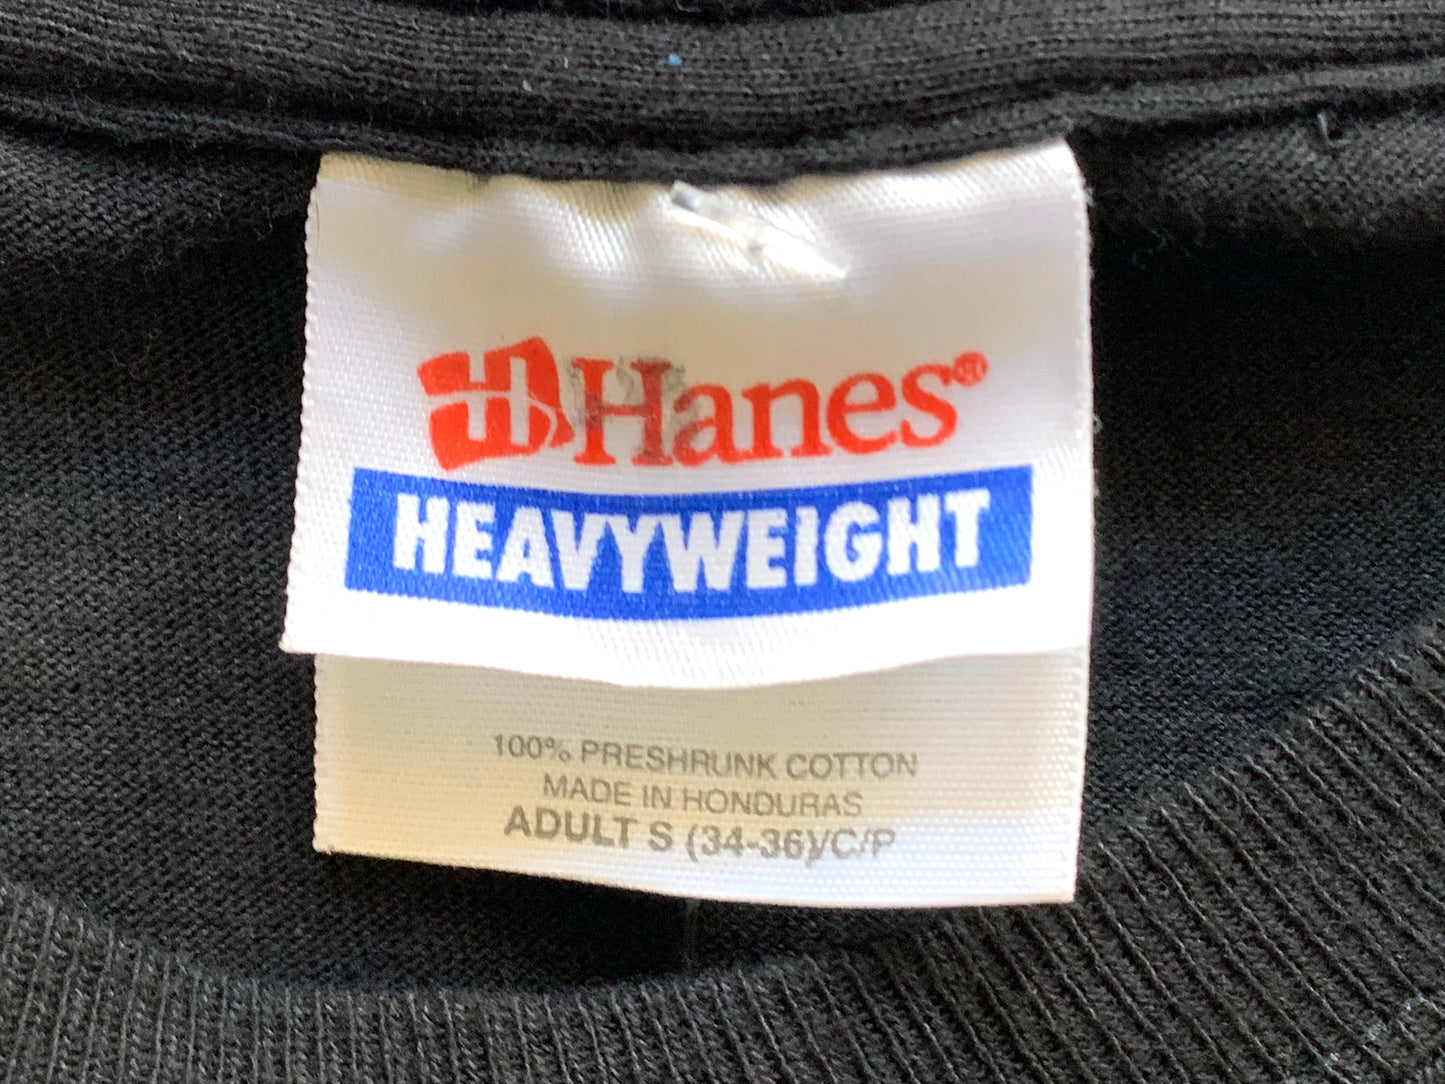 Hanes®
HEAVYWEIGHT
100% PRESHRUNK COTTON
MADE IN HONDURAS
ADULT S (34-36)/C/P